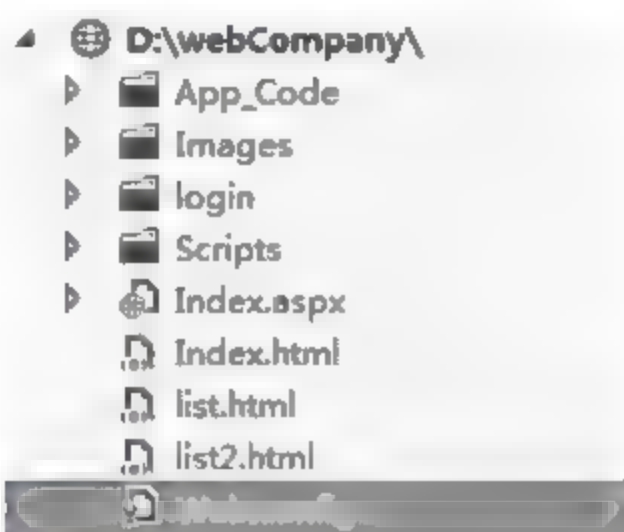 D:\webCompany\
App_Code
Images
login
Scripts
Index.aspx
Index.html
list.html
list2.html